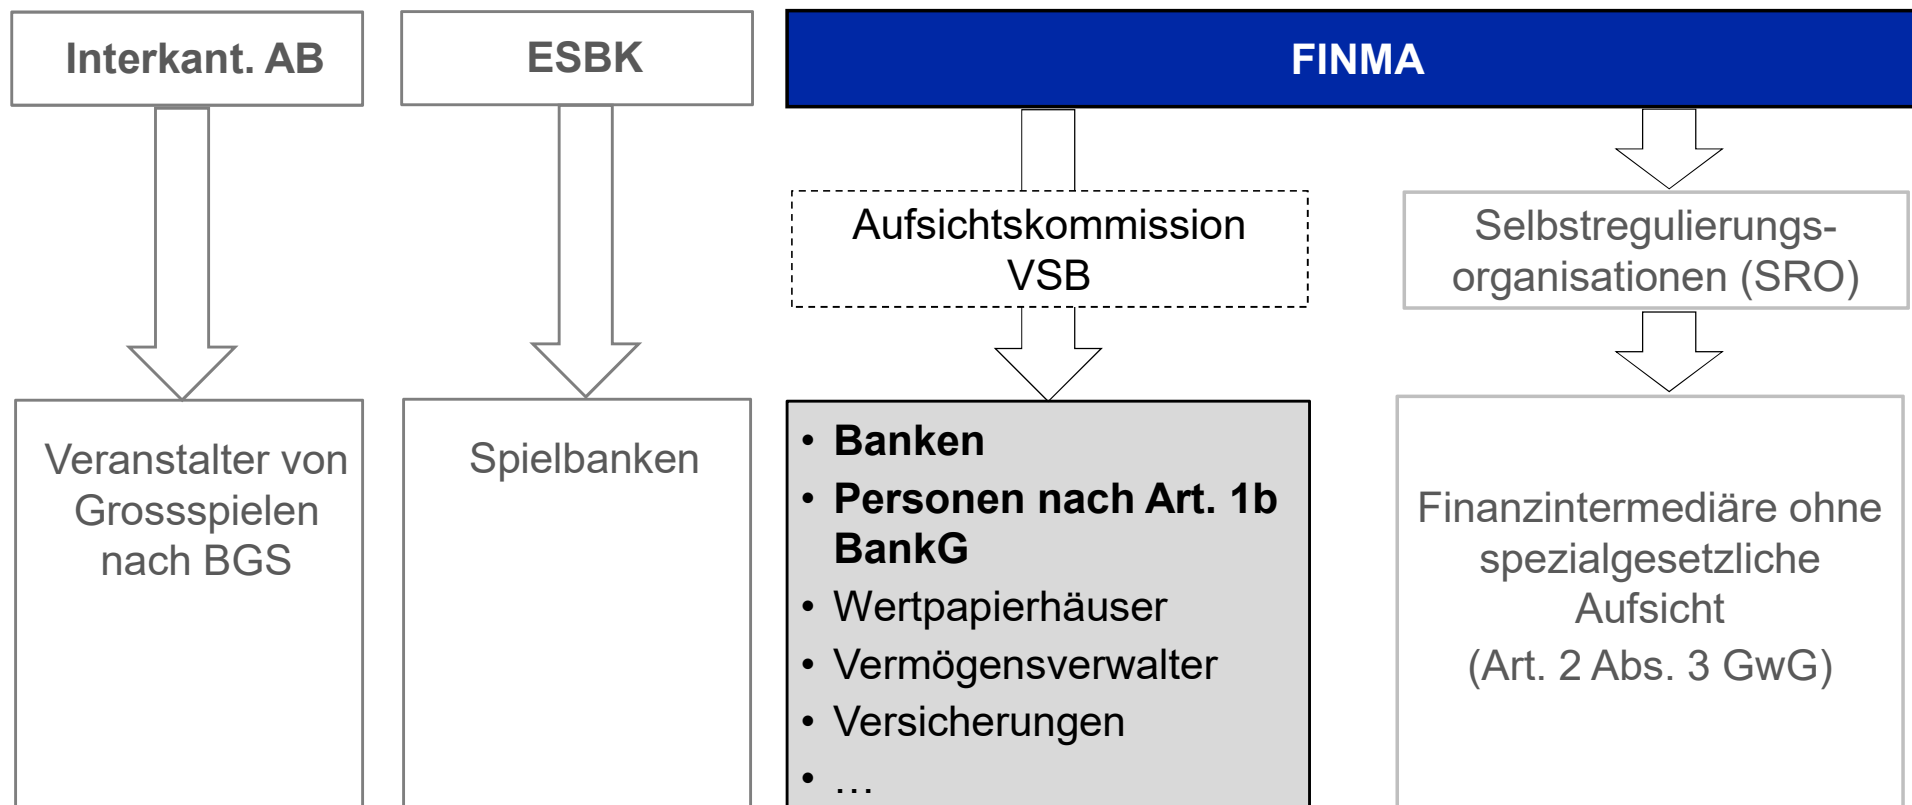 Interkant. AB
ESBK
FINMA
Aufsichtskommission
VSB
Selbstregulierungs-
organisationen (SRO)
Veranstalter von
Grossspielen
nach BGS
Spielbanken
• Banken
• Personen nach Art. 1b
BankG
• Wertpapierhäuser
• Vermögensverwalter
• Versicherungen
• …
Finanzintermediäre ohne
spezialgesetzliche
Aufsicht
(Art. 2 Abs. 3 GwG)